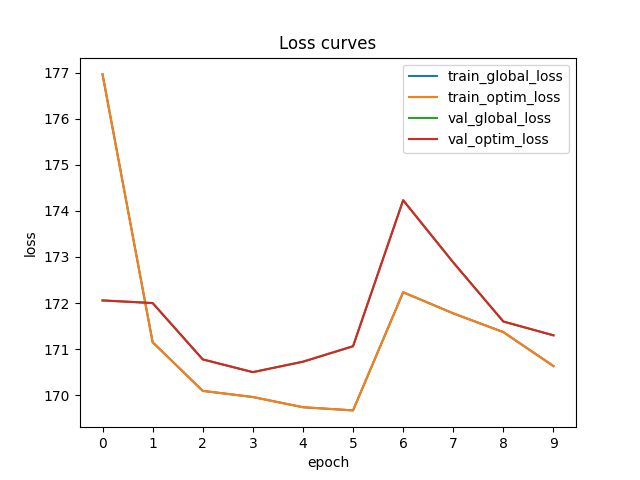 Loss curves
177
176
175
174
173
172
171
170
loss
train_global_loss
train_optim_loss
val_global_loss
val_optim_loss
0 1 2 3 4 5 6 7 8 9
epoch